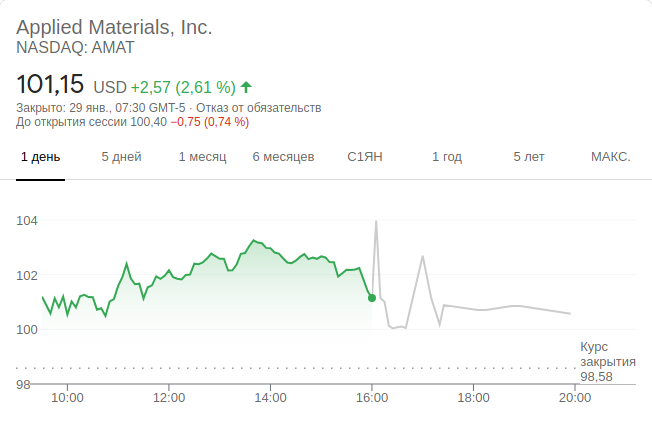 Applied Materials, Inc.
NASDAQ: AMAT
101,15 USD +2,57 (2,61 %)
Закрыто: 29 янв., 07:30 GMT-5 · Отказ от обязательств
До открытия сессии 100,40 −0,75 (0,74 %)
1 день 5 дней 1 месяц 6 месяцев С1ЯН 1 год 5 лет МАКС.
104
102
100
Курс
закрытия
98,58
98
10:00 12:00 14:00 16:00 18:00 20:00